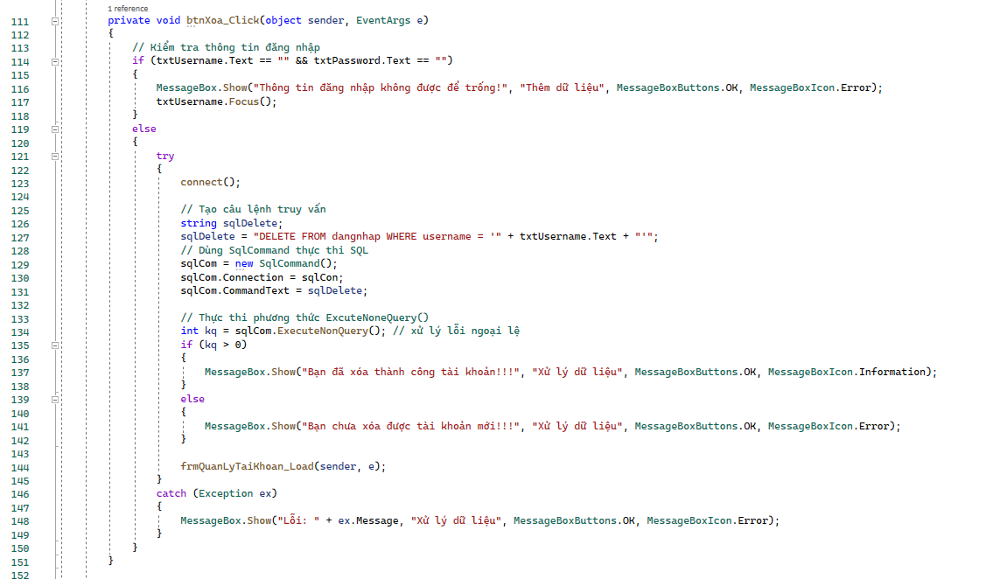 1 reference
111 private void btnXoa_Click(object sender, EventArgs e)
112 {
113 // Kiểm tra thông tin đăng nhập
114 if (txtUsername.Text == "" && txtPassword.Text == "")
115 {
116 MessageBox.Show("Thông tin đăng nhập không được để trống!", "Thêm dữ liệu", MessageBoxButtons.OK, MessageBoxIcon.Error);
117 txtUsername.Focus();
118 }
119 else
120 {
121 try
122 {
123 connect();
124
125 // Tạo câu lệnh truy vấn
126 string sqlDelete;
127 sqlDelete = "DELETE FROM dangnhap WHERE username = '" + txtUsername.Text + "'";
128 // Dùng SqlCommand thực thi SQL
129 sqlCom = new SqlCommand();
130 sqlCom.Connection = sqlCon;
131 sqlCom.CommandText = sqlDelete;
132
133 // Thực thi phương thức ExcuteNoneQuery()
134 int kq = sqlCom.ExecuteNonQuery(); // xử lý lỗi ngoại lệ
135 if (kq > 0)
136 {
137 MessageBox.Show("Bạn đã xóa thành công tài khoản!!!", "Xử lý dữ liệu", MessageBoxButtons.OK, MessageBoxIcon.Information);
138 }
139 else
140 {
141 MessageBox.Show("Bạn chưa xóa được tài khoản mới!!!", "Xử lý dữ liệu", MessageBoxButtons.OK, MessageBoxIcon.Error);
142 }
143
144 frmQuanLyTaiKhoan_Load(sender, e);
145 }
146 catch (Exception ex)
147 {
148 MessageBox.Show("Lỗi: " + ex.Message, "Xử lý dữ liệu", MessageBoxButtons.OK, MessageBoxIcon.Error);
149 }
150 }
151 }
152